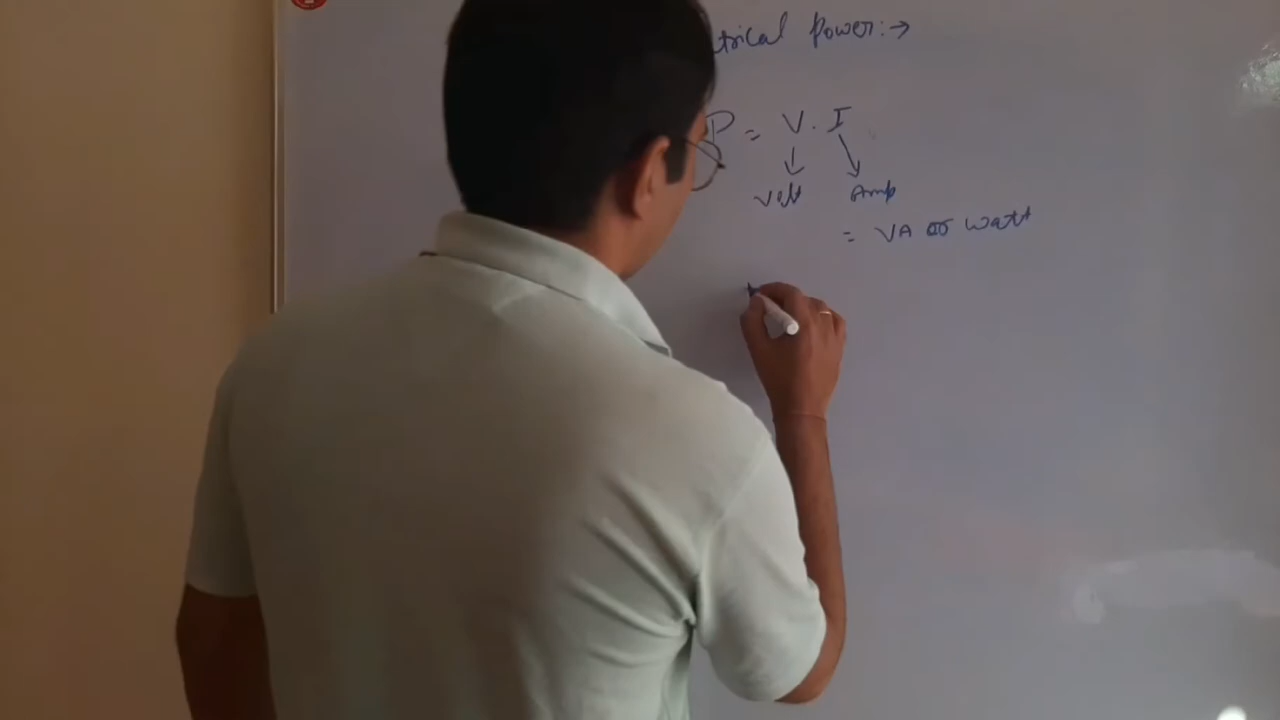 trical Power:→
P = V . I
Volt Amp
= VA or watt